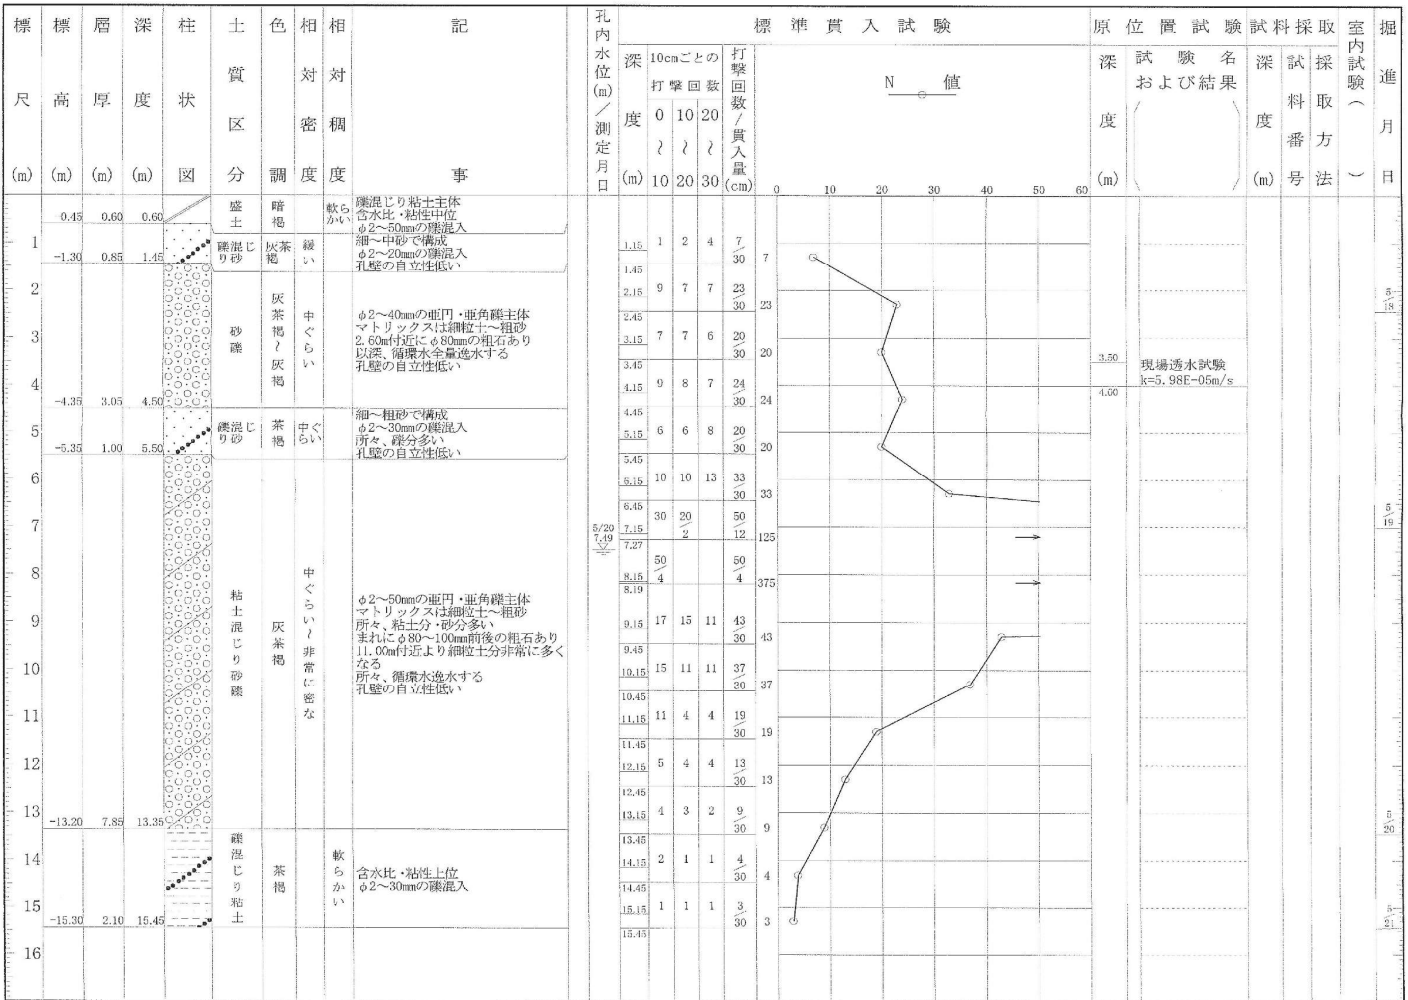 標尺(m)
標高(m)
層厚(m)
深度(m)
柱状図
土質区分
色調
相対密度
相対稠度
記事
孔内水位(m)/測定月日
標準貫入試験
深度(m)
10cmごとの
打撃回数
0 10 20
~ ~ ~
10 20 30
打撃回数/貫入量(cm)
N 値
0 10 20 30 40 50 60
原位置試験
深度(m)
試験名
および結果
試料採取
深度(m)
試料番号
採取方法
室内試験()
掘進月日
-0.45 0.60 0.60
盛土
暗褐
軟らかい
礫混じり粘土主体
含水比・粘性中位
φ2~50mmの礫混入
1
-1.30 0.85 1.45
礫混じり砂
灰茶褐
緩い
細~中砂で構成
φ2~20mmの礫混入
孔壁の自立性低い
2
3
4
-4.35 3.05 4.50
砂礫
灰茶褐~灰褐
中ぐらい
φ2~40mmの亜円・亜角礫主体
マトリックスは細粒土~粗砂
2.60m付近にφ80mmの粗石あり
以深、循環水全量逸水する
孔壁の自立性低い
5
-5.35 1.00 5.50
礫混じり砂
茶褐
中ぐらい
細~粗砂で構成
φ2~30mmの礫混入
所々、礫分多い
孔壁の自立性低い
6
7
8
9
10
11
12
13
-13.20 7.85 13.35
粘土混じり砂礫
灰茶褐
中ぐらい~非常に密な
φ2~50mmの亜円・亜角礫主体
マトリックスは細粒土~粗砂
所々、粘土分・砂分多い
まれにφ80~100mm前後の粗石あり
11.00m付近より細粒土分非常に多く
なる
所々、循環水逸水する
孔壁の自立性低い
14
15
-15.30 2.10 15.45
礫混じり粘土
茶褐
軟らかい
含水比・粘性上位
φ2~30mmの礫混入
16
5/20
7.49
1.15 1 2 4 7/30 7
1.45
2.15 9 7 7 23/30 23
2.45
3.15 7 7 6 20/30 20
3.45
4.15 9 8 7 24/30 24
4.45
5.15 6 6 8 20/30 20
5.45
6.15 10 10 13 33/30 33
6.45
7.15 30 20/2 50/12 125
7.27
8.15 50/4 50/4 375
8.19
9.15 17 15 11 43/30 43
9.45
10.15 15 11 11 37/30 37
10.45
11.15 11 4 4 19/30 19
11.45
12.15 5 4 4 13/30 13
12.45
13.15 4 3 2 9/30 9
13.45
14.15 2 1 1 4/30 4
14.45
15.15 1 1 1 3/30 3
15.45
3.50
4.00
現場透水試験
k=5.98E-05m/s
5/18
5/19
5/20
5/21